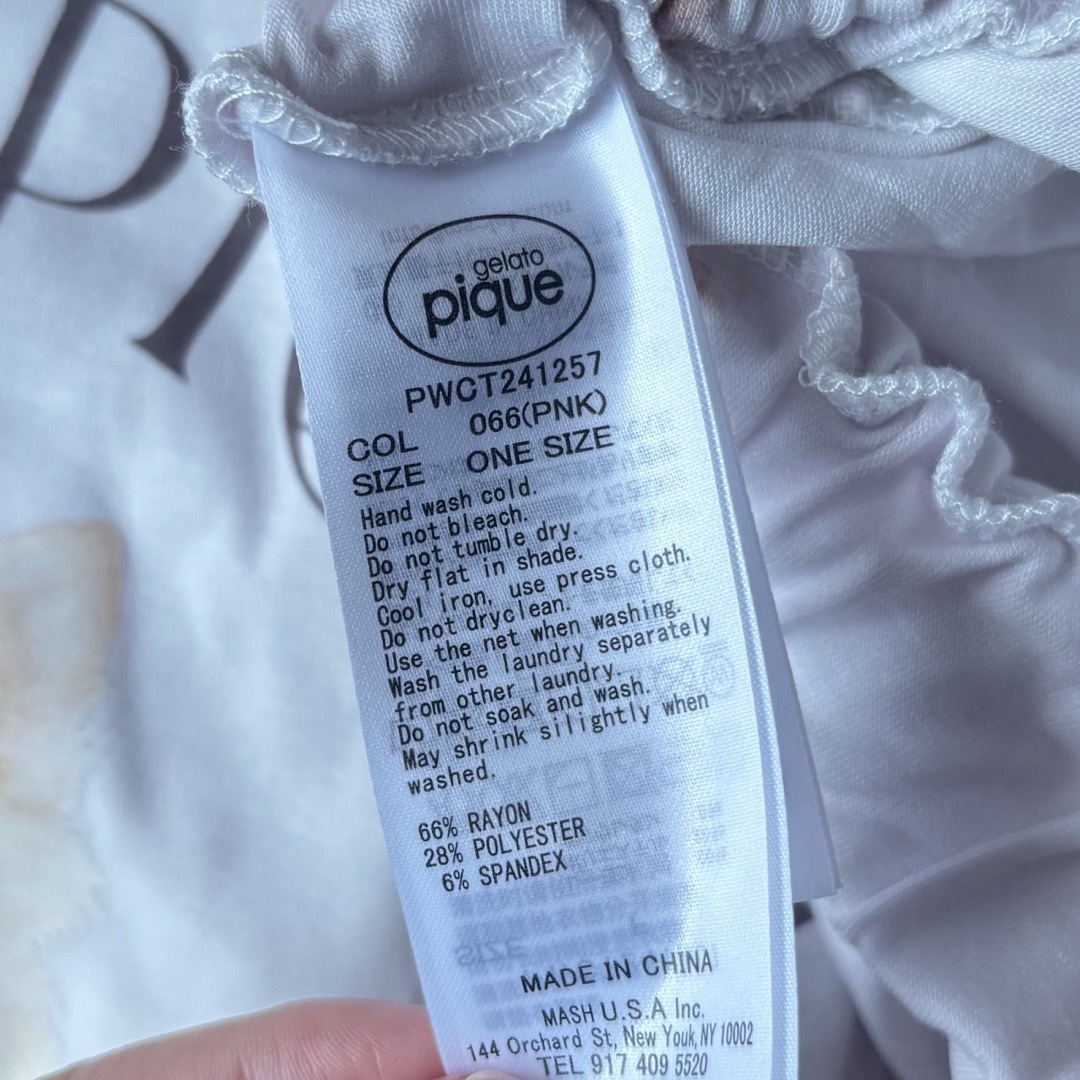 gelato
pique
PWCT241257
COL 066(PNK)
SIZE ONE SIZE
Hand wash cold.
Do not bleach.
Do not tumble dry.
Dry flat in shade.
Cool iron, use press cloth.
Do not dryclean.
Use the net when washing.
Wash the laundry separately
from other laundry.
Do not soak and wash.
May shrink silightly when
washed.
66% RAYON
28% POLYESTER
6% SPANDEX
MADE IN CHINA
MASH U.S.A Inc.
144 Orchard St, New Youk, NY 10002
TEL 917 409 5520